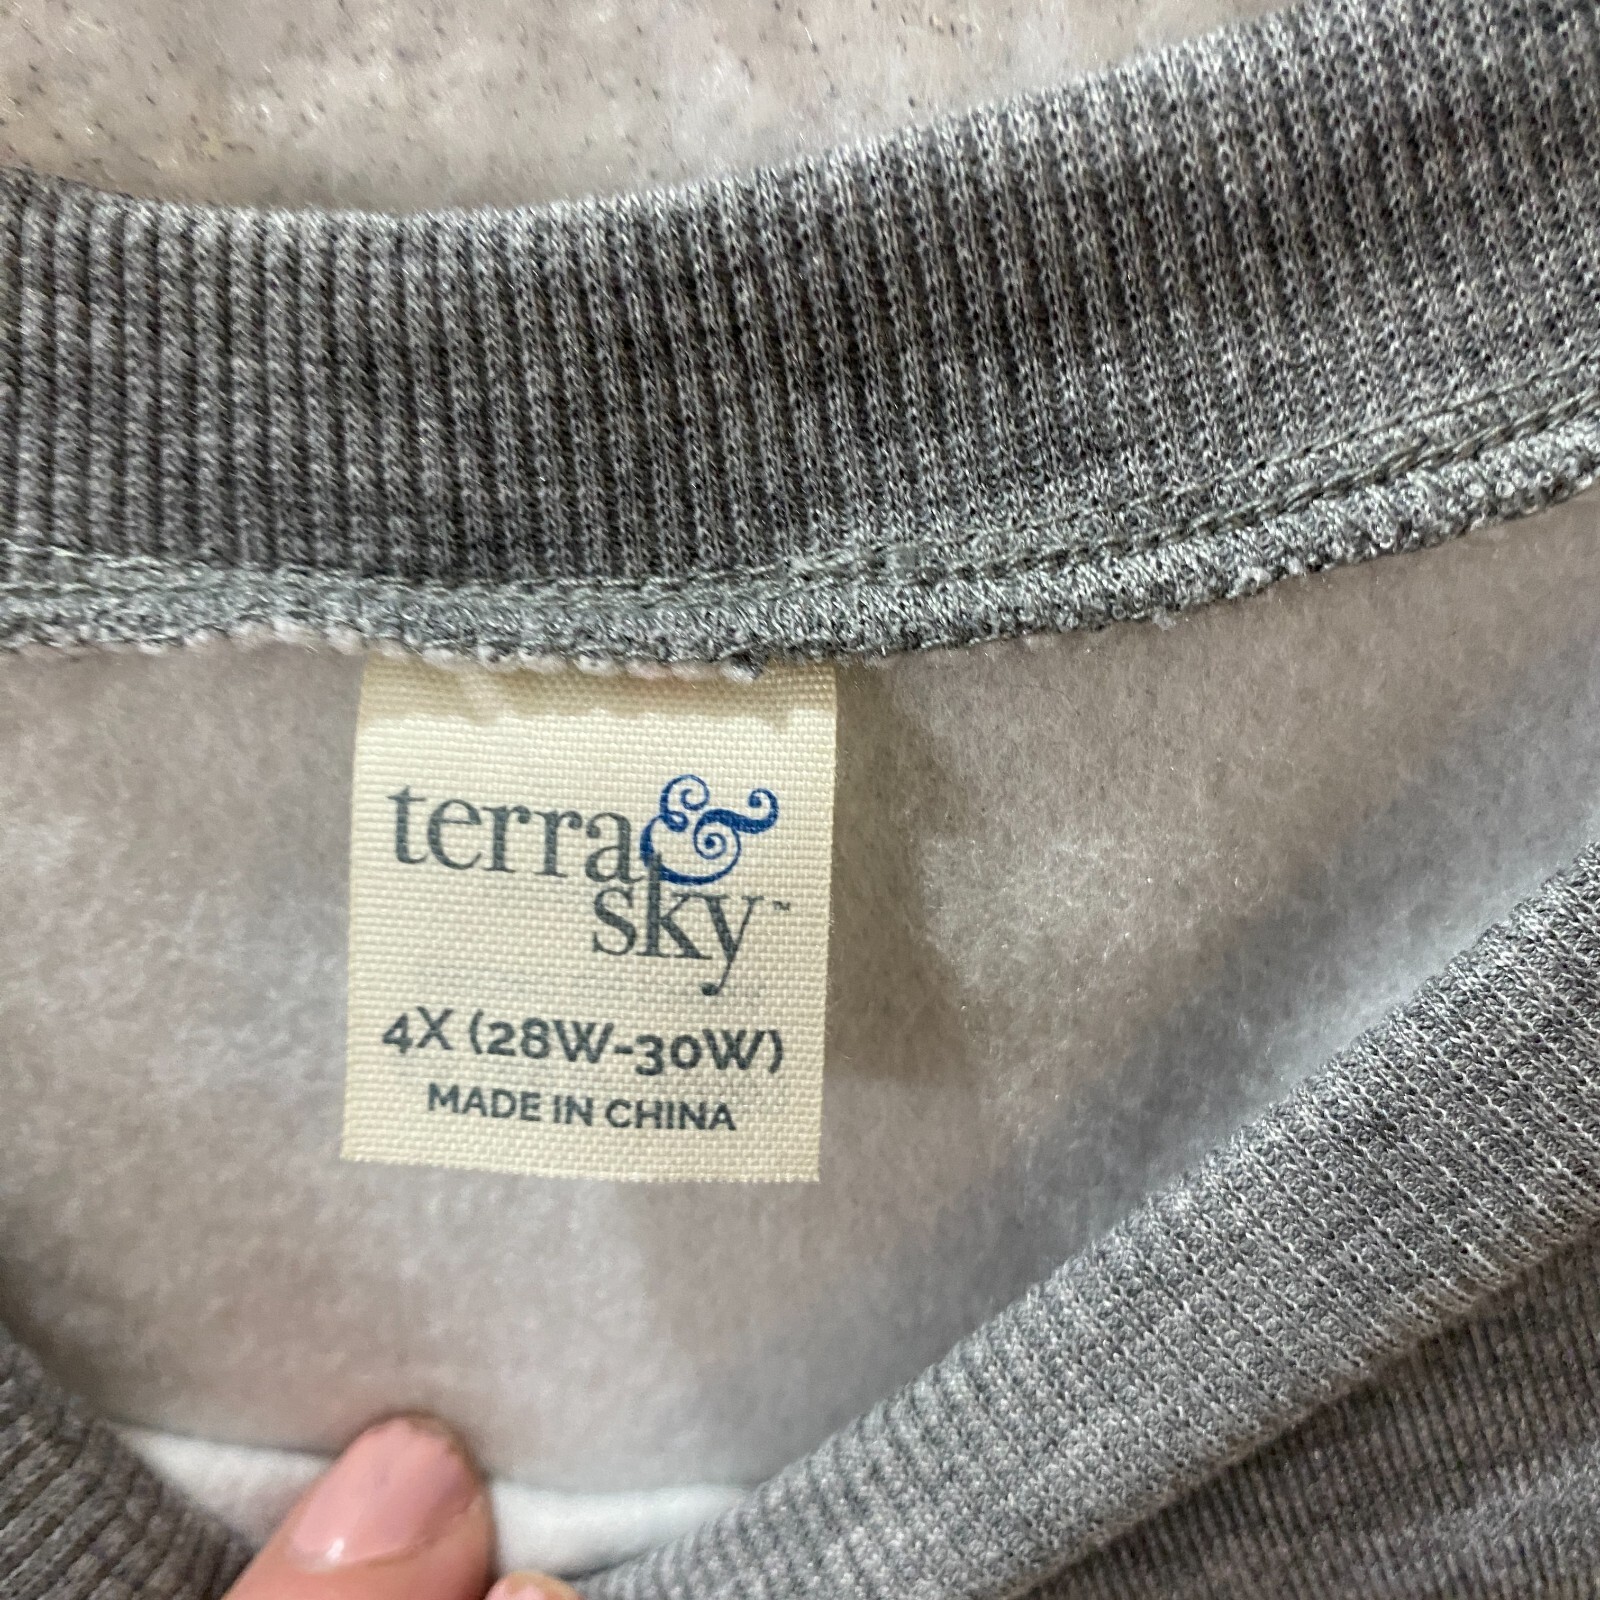 terra &
sky™
4X (28W-30W)
MADE IN CHINA